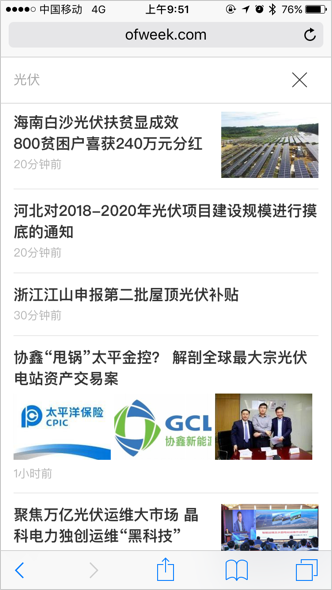 中国移动 4G 上午9:51 76%
ofweek.com
光伏
海南白沙光伏扶贫显成效
800贫困户喜获240万元分红
20分钟前
河北对2018-2020年光伏项目建设规模进行摸
底的通知
20分钟前
浙江江山申报第二批屋顶光伏补贴
30分钟前
协鑫“甩锅”太平金控? 解剖全球最大宗光伏
电站资产交易案
太平洋保险
CPIC
GCL
协鑫新能源
1小时前
聚焦万亿光伏运维大市场 晶
科电力独创运维“黑科技”